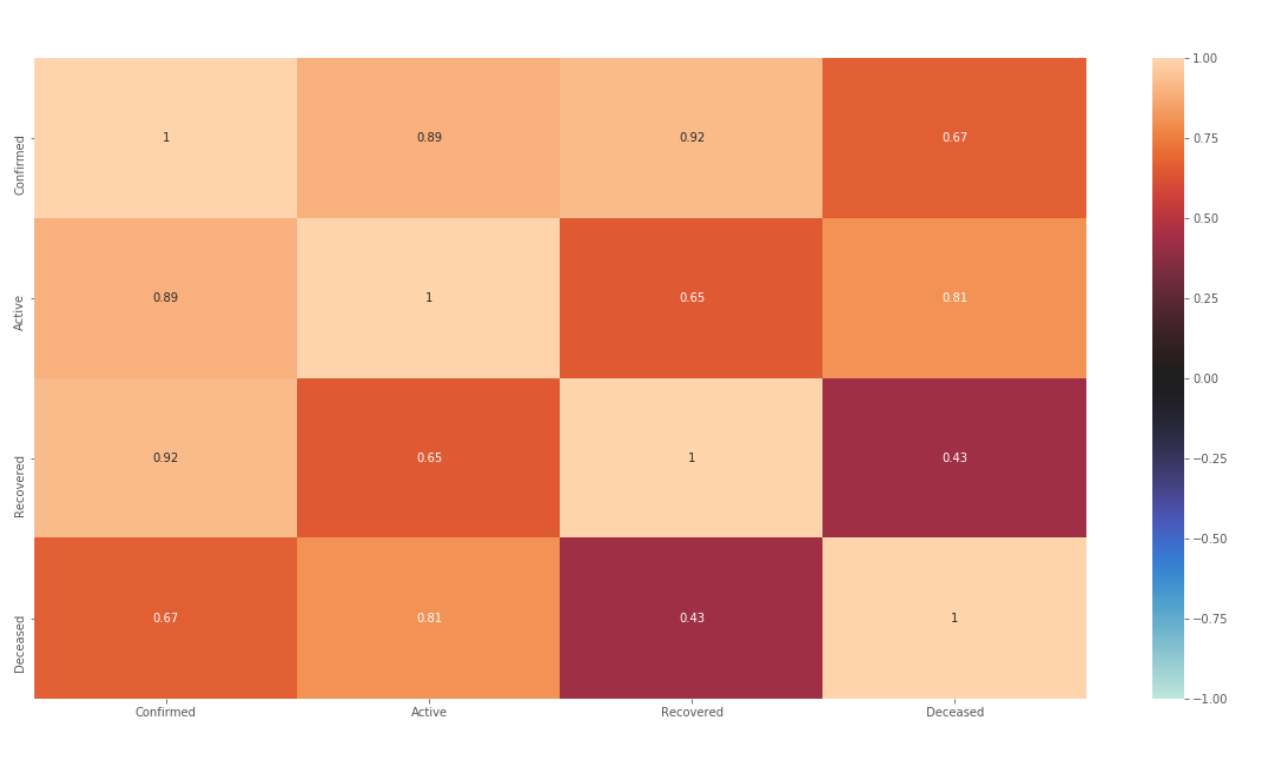 Confirmed 1 0.89 0.92 0.67
Active 0.89 1 0.65 0.81
Recovered 0.92 0.65 1 0.43
Deceased 0.67 0.81 0.43 1
Confirmed Active Recovered Deceased
1.00
0.75
0.50
0.25
0.00
−0.25
−0.50
−0.75
−1.00